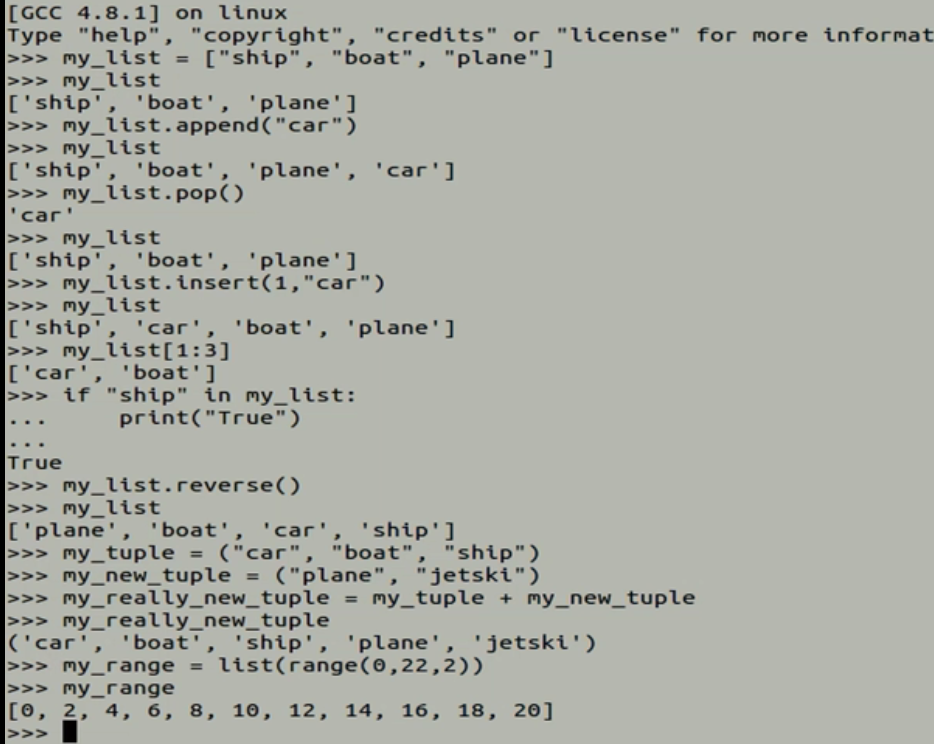 [GCC 4.8.1] on linux
Type "help", "copyright", "credits" or "license" for more informat
>>> my_list = ["ship", "boat", "plane"]
>>> my_list
['ship', 'boat', 'plane']
>>> my_list.append("car")
>>> my_list
['ship', 'boat', 'plane', 'car']
>>> my_list.pop()
'car'
>>> my_list
['ship', 'boat', 'plane']
>>> my_list.insert(1,"car")
>>> my_list
['ship', 'car', 'boat', 'plane']
>>> my_list[1:3]
['car', 'boat']
>>> if "ship" in my_list:
...     print("True")
...
True
>>> my_list.reverse()
>>> my_list
['plane', 'boat', 'car', 'ship']
>>> my_tuple = ("car", "boat", "ship")
>>> my_new_tuple = ("plane", "jetski")
>>> my_really_new_tuple = my_tuple + my_new_tuple
>>> my_really_new_tuple
('car', 'boat', 'ship', 'plane', 'jetski')
>>> my_range = list(range(0,22,2))
>>> my_range
[0, 2, 4, 6, 8, 10, 12, 14, 16, 18, 20]
>>>